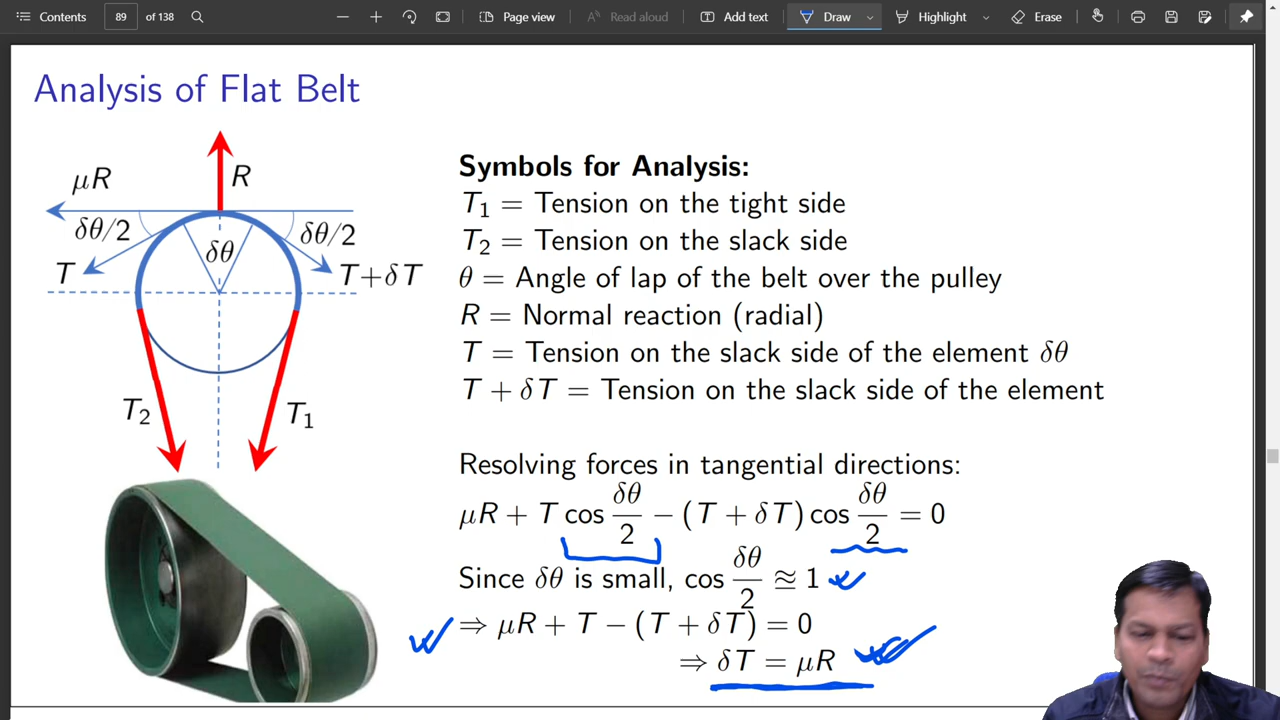 Contents 89 of 138 Page view Read aloud Add text Draw Highlight Erase
Analysis of Flat Belt
μR
R
δθ/2
δθ
δθ/2
T
T+δT
T₂
T₁
Symbols for Analysis:
T₁ = Tension on the tight side
T₂ = Tension on the slack side
θ = Angle of lap of the belt over the pulley
R = Normal reaction (radial)
T = Tension on the slack side of the element δθ
T + δT = Tension on the slack side of the element
Resolving forces in tangential directions:
μR + T cos δθ/2 − (T + δT) cos δθ/2 = 0
Since δθ is small, cos δθ/2 ≊ 1
⇒ μR + T − (T + δT) = 0
⇒ δT = μR